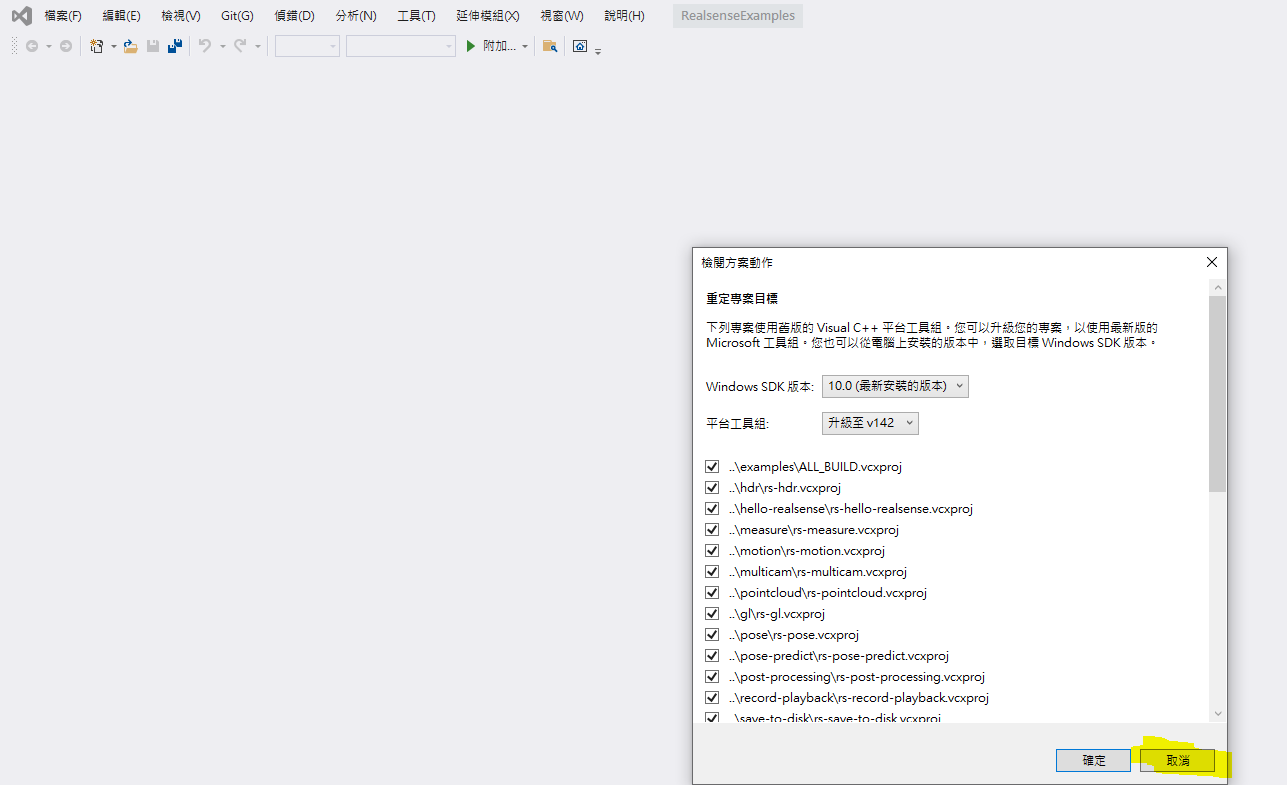 檔案(F) 編輯(E) 檢視(V) Git(G) 偵錯(D) 分析(N) 工具(T) 延伸模組(X) 視窗(W) 說明(H) RealsenseExamples
附加...
檢閱方案動作
重定專案目標
下列專案使用舊版的 Visual C++ 平台工具組。您可以升級您的專案，以使用最新版的
Microsoft 工具組。您也可以從電腦上安裝的版本中，選取目標 Windows SDK 版本。
Windows SDK 版本: 10.0 (最新安裝的版本)
平台工具組: 升級至 v142
..\examples\ALL_BUILD.vcxproj
..\hdr\rs-hdr.vcxproj
..\hello-realsense\rs-hello-realsense.vcxproj
..\measure\rs-measure.vcxproj
..\motion\rs-motion.vcxproj
..\multicam\rs-multicam.vcxproj
..\pointcloud\rs-pointcloud.vcxproj
..\gl\rs-gl.vcxproj
..\pose\rs-pose.vcxproj
..\pose-predict\rs-pose-predict.vcxproj
..\post-processing\rs-post-processing.vcxproj
..\record-playback\rs-record-playback.vcxproj
..\save-to-disk\rs-save-to-disk.vcxproj
確定 取消